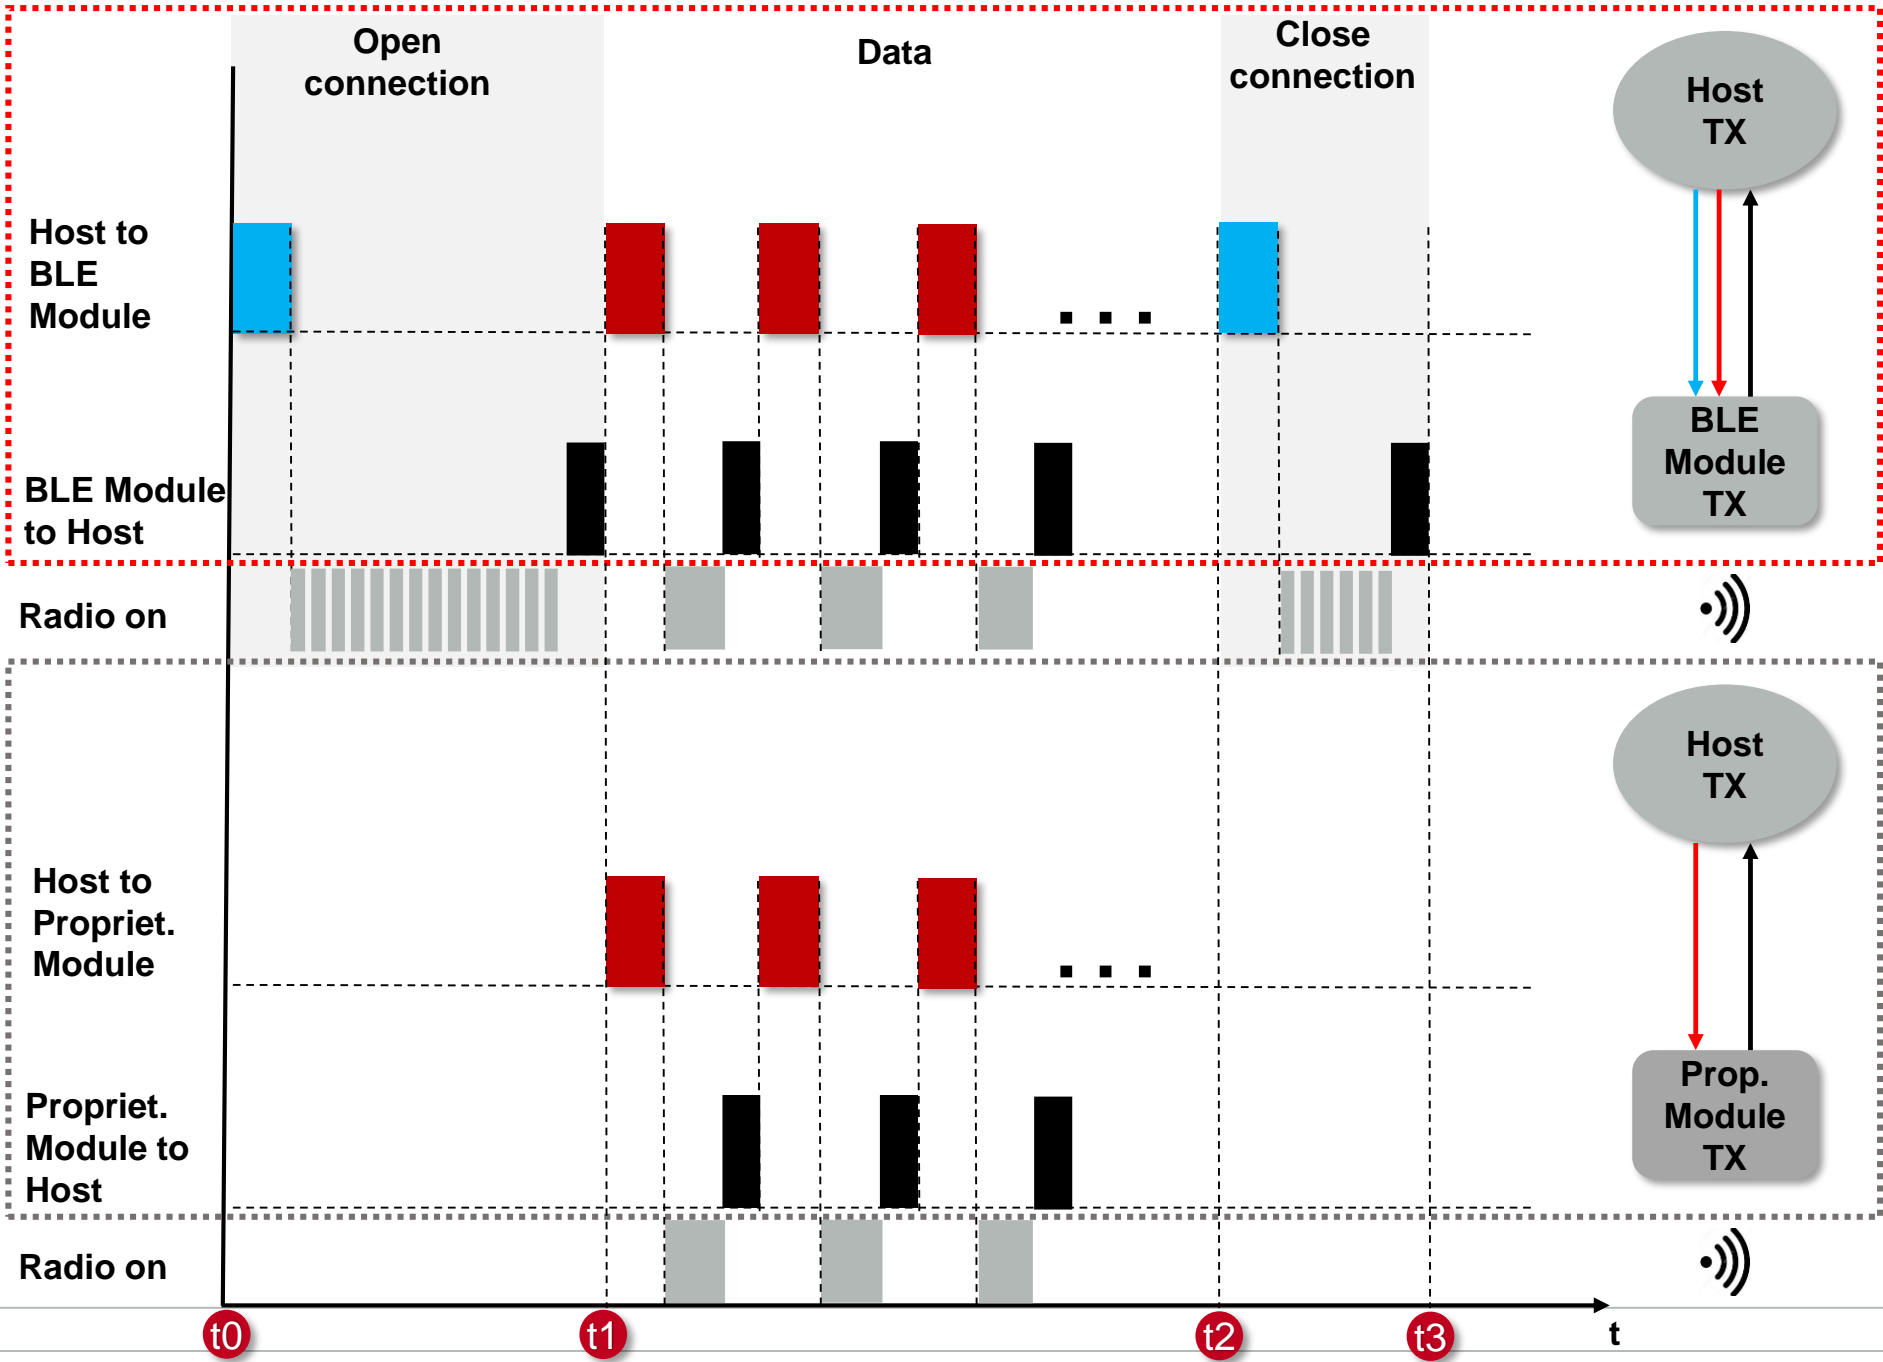 Open
connection
Data
Close
connection
Host
TX
Host to
BLE
Module
BLE
Module
TX
BLE Module
to Host
Radio on
Host
TX
Host to
Propriet.
Module
Prop.
Module
TX
Propriet.
Module to
Host
Radio on
t0
t1
t2
t3
t